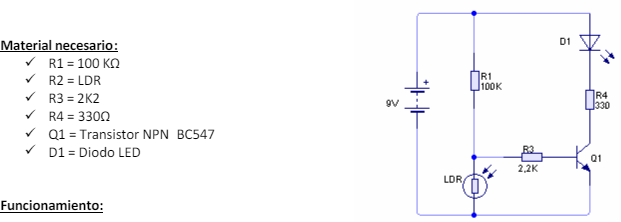 Material necesario:
✓ R1 = 100 KΩ
✓ R2 = LDR
✓ R3 = 2K2
✓ R4 = 330Ω
✓ Q1 = Transistor NPN BC547
✓ D1 = Diodo LED
Funcionamiento:
D1
R1
100K
+
9V
R4
330
R3
2,2K
Q1
LDR